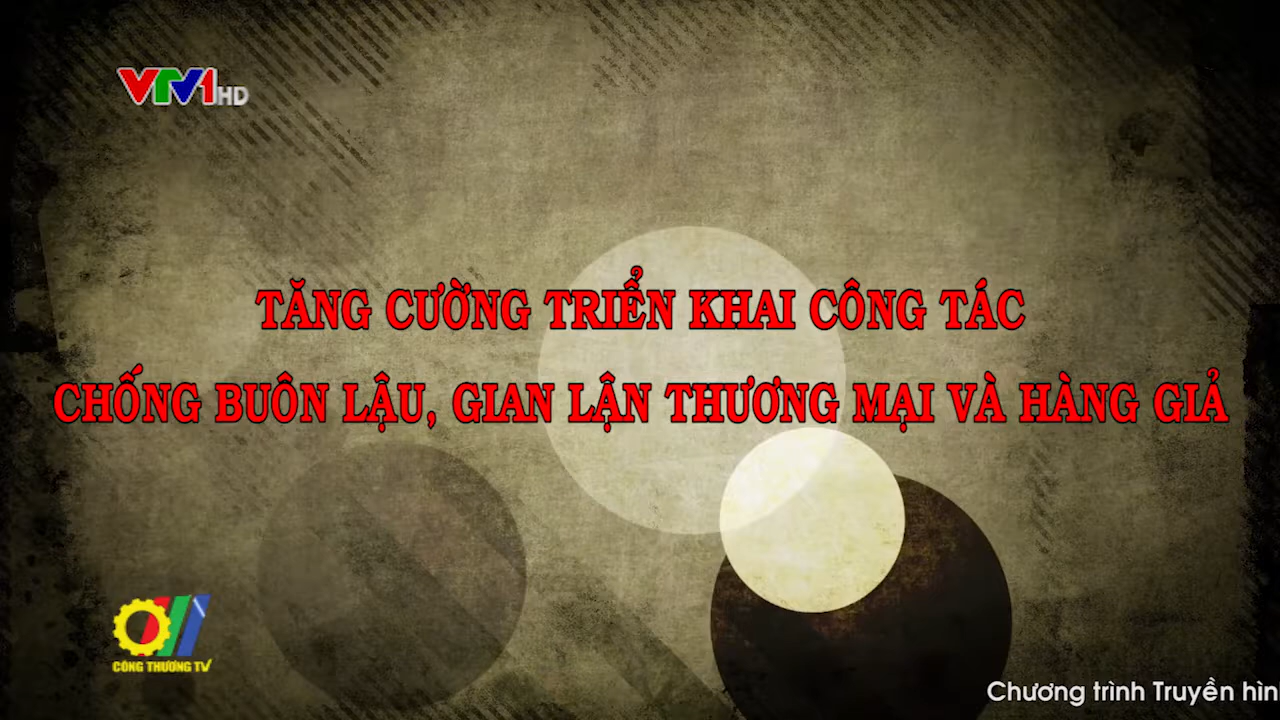 VTV1HD
TĂNG CƯỜNG TRIỂN KHAI CÔNG TÁC
CHỐNG BUÔN LẬU, GIAN LẬN THƯƠNG MẠI VÀ HÀNG GIẢ
CÔNG THƯƠNG TV
Chương trình Truyền hìn